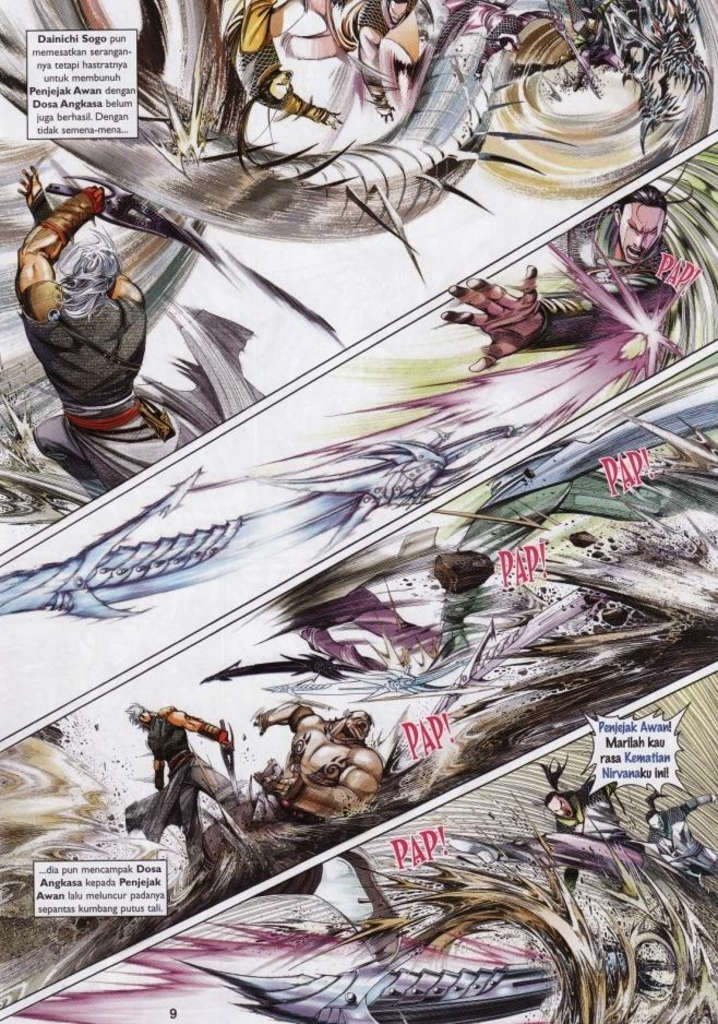 Dainichi Sogo pun
memesatkan serangan-
nya tetapi hastratnya
untuk membunuh
Penjejak Awan dengan
Dosa Angkasa belum
juga berhasil. Dengan
tidak semena-mena...
PAP!
PAP!
PAP!
PAP!
Penjejak Awan!
Marilah kau
rasa Kematian
Nirvanaku ini!
PAP!
...dia pun mencampak Dosa
Angkasa kepada Penjejak
Awan lalu meluncur padanya
sepantas kumbang putus tali.
9